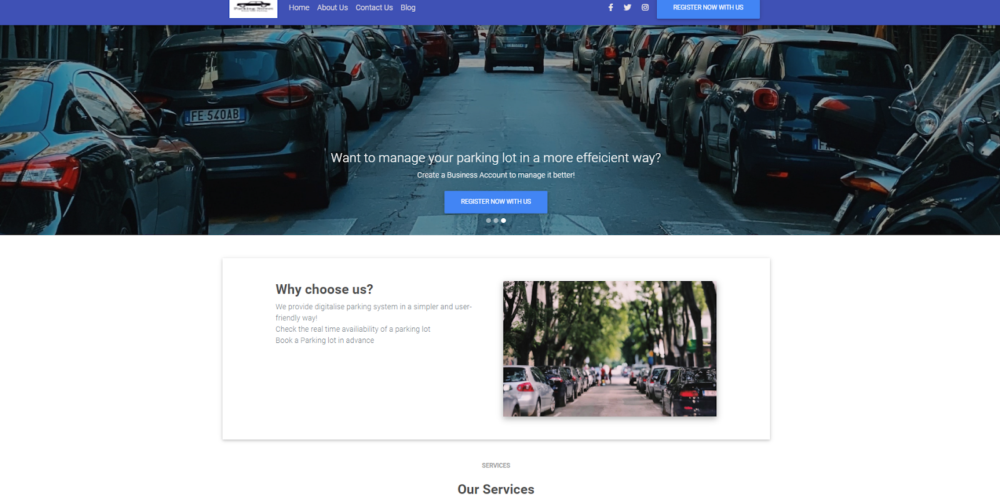 Parking Street
Home About Us Contact Us Blog
REGISTER NOW WITH US
FE·540AB
Want to manage your parking lot in a more effeicient way?
Create a Business Account to manage it better!
REGISTER NOW WITH US
Why choose us?
We provide digitalise parking system in a simpler and user-
friendly way!
Check the real time availiability of a parking lot
Book a Parking lot in advance
SERVICES
Our Services